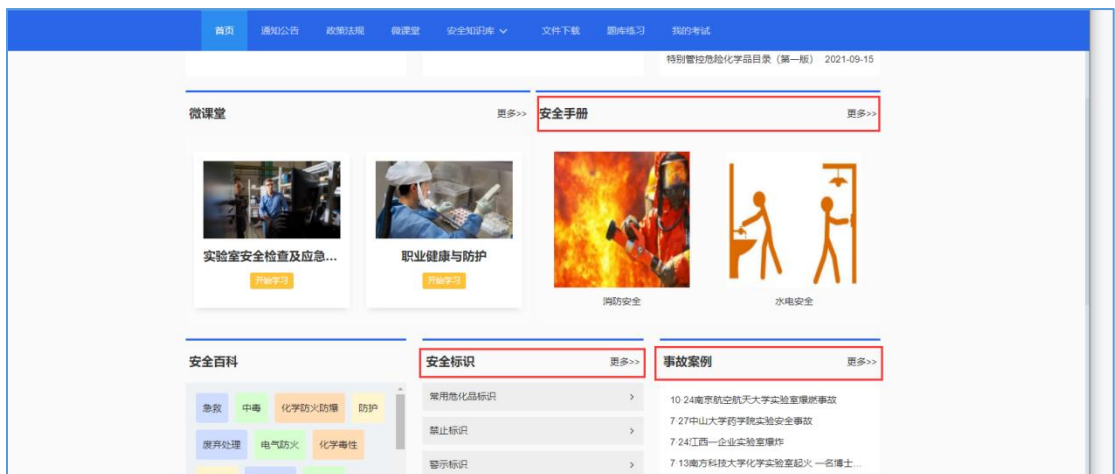 首页 通知公告 政策法规 微课堂 安全知识库 文件下载 题库练习 我的考试
特别管控危险化学品目录（第一版） 2021-09-15
微课堂 更多>>
安全手册 更多>>
实验室安全检查及应急...
开始学习
职业健康与防护
开始学习
消防安全
水电安全
安全百科
急救 中毒 化学防火防爆 防护
废弃处理 电气防火 化学毒性
安全标识 更多>>
常用危化品标识 >
禁止标识 >
警示标识 >
事故案例 更多>>
10·24南京航空航天大学实验室爆燃事故
7·27中山大学药学院实验安全事故
7·24江西一企业实验室爆炸
7·13南方科技大学化学实验室起火 一名博士...